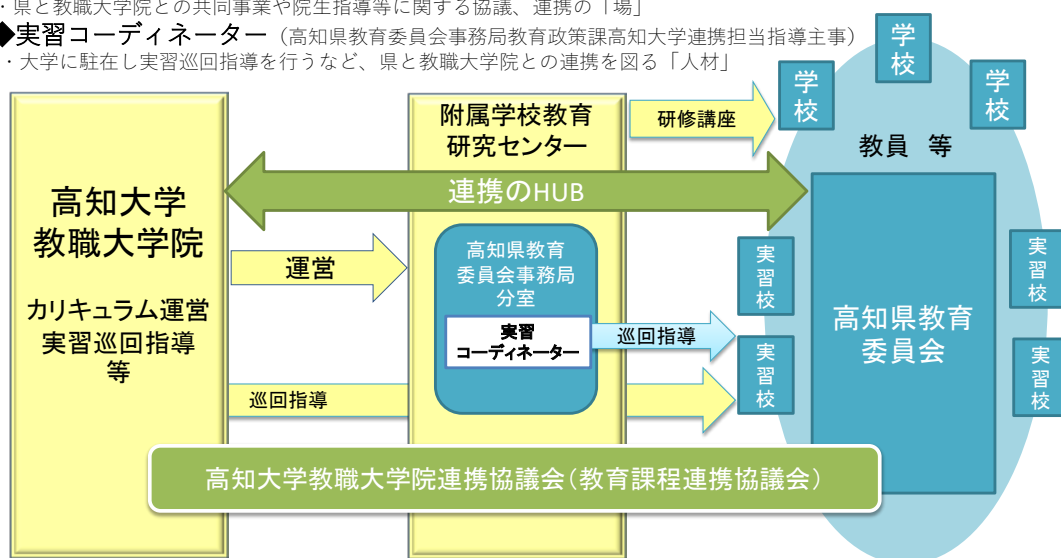 ・県と教職大学院との共同事業や院生指導等に関する協議、連携の「場」
◆実習コーディネーター（高知県教育委員会事務局教育政策課高知大学連携担当指導主事）
・大学に駐在し実習巡回指導を行うなど、県と教職大学院との連携を図る「人材」
学校
学校
学校
附属学校教育
研究センター
研修講座
教員 等
連携のHUB
高知大学
教職大学院
カリキュラム運営
実習巡回指導
等
運営
高知県教育
委員会事務局
分室
実習
コーディネーター
巡回指導
巡回指導
実習校
実習校
実習校
実習校
高知県教育
委員会
高知大学教職大学院連携協議会（教育課程連携協議会）